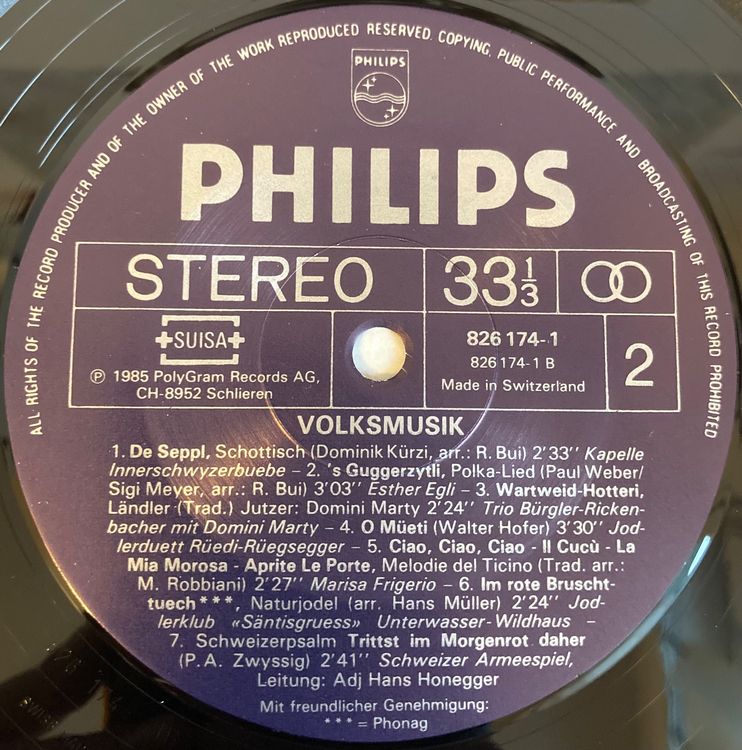 ALL RIGHTS OF THE RECORD PRODUCER AND OF THE OWNER OF THE WORK REPRODUCED RESERVED. COPYING, PUBLIC PERFORMANCE AND BROADCASTING OF THIS RECORD PROHIBITED
PHILIPS
PHILIPS
STEREO
33 1/3
SUISA
℗ 1985 PolyGram Records AG,
CH-8952 Schlieren
826 174-1
826 174-1 B
Made in Switzerland
2
VOLKSMUSIK
1. De Seppl, Schottisch (Dominik Kürzi, arr.: R. Bui) 2'33'' Kapelle
Innerschwyzerbuebe – 2. 's Guggerzytli, Polka-Lied (Paul Weber/
Sigi Meyer, arr.: R. Bui) 3'03'' Esther Egli – 3. Wartweid-Hotteri,
Ländler (Trad.) Jutzer: Domini Marty 2'24'' Trio Bürgler-Ricken-
bacher mit Domini Marty – 4. O Müeti (Walter Hofer) 3'30'' Jod-
lerduett Rüedi-Rüegsegger – 5. Ciao, Ciao, Ciao - Il Cucù - La
Mia Morosa - Aprite Le Porte, Melodie del Ticino (Trad. arr.:
M. Robbiani) 2'27'' Marisa Frigerio – 6. Im rote Bruscht-
tuech***, Naturjodel (arr. Hans Müller) 2'24'' Jod-
lerklub «Säntisgruess» Unterwasser-Wildhaus –
7. Schweizerpsalm Trittst im Morgenrot daher
(P. A. Zwyssig) 2'41'' Schweizer Armeespiel,
Leitung: Adj Hans Honegger
Mit freundlicher Genehmigung:
*** = Phonag